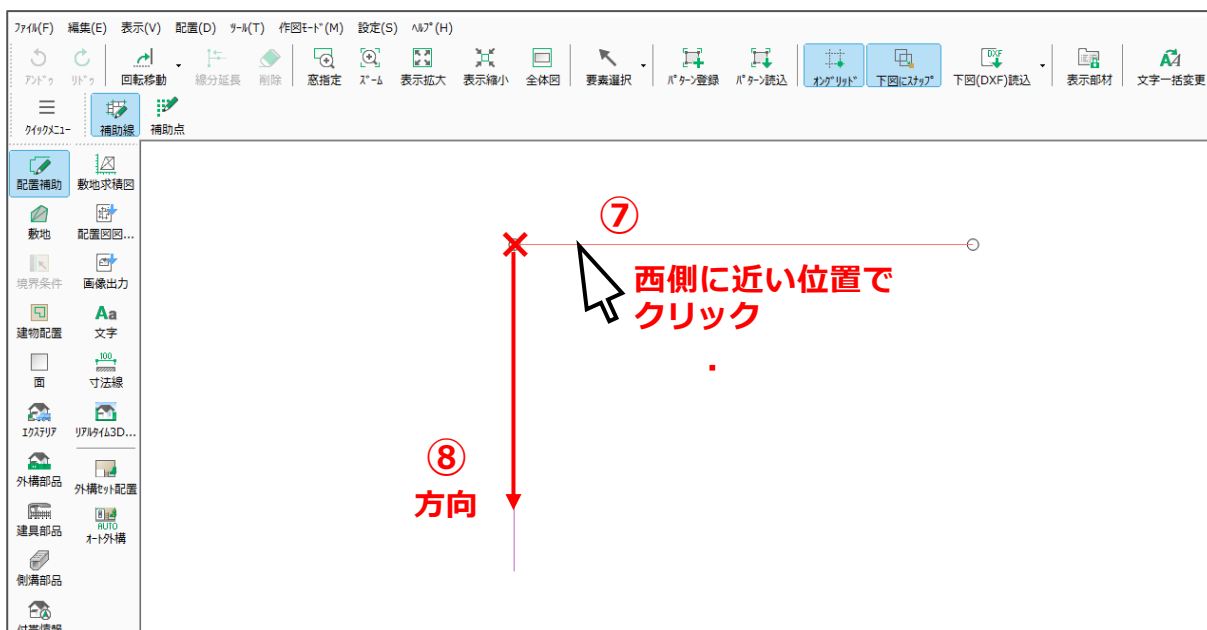 ﾌｧｲﾙ(F) 編集(E) 表示(V) 配置(D) ﾂｰﾙ(T) 作図ﾓｰﾄﾞ(M) 設定(S) ﾍﾙﾌﾟ(H)
ｱﾝﾄﾞｩ ﾘﾄﾞｩ 回転移動 線分延長 削除 窓指定 ｽﾞｰﾑ 表示拡大 表示縮小 全体図 要素選択 ﾊﾟﾀｰﾝ登録 ﾊﾟﾀｰﾝ読込 ｵﾝｸﾞﾘｯﾄﾞ 下図にｽﾅｯﾌﾟ DXF 下図(DXF)読込 表示部材 文字一括変更
ｸｲｯｸﾒﾆｭｰ 補助線 補助点
配置補助 敷地求積図
敷地 配置図図...
境界条件 画像出力
建物配置 Aa 文字
面 100 寸法線
ｴｸｽﾃﾘｱ ﾘｱﾙﾀｲﾑ3D...
外構部品 外構ｾｯﾄ配置
建具部品 AUTO ｵｰﾄ外構
側溝部品
付帯情報
⑦
西側に近い位置で
クリック
⑧
方向